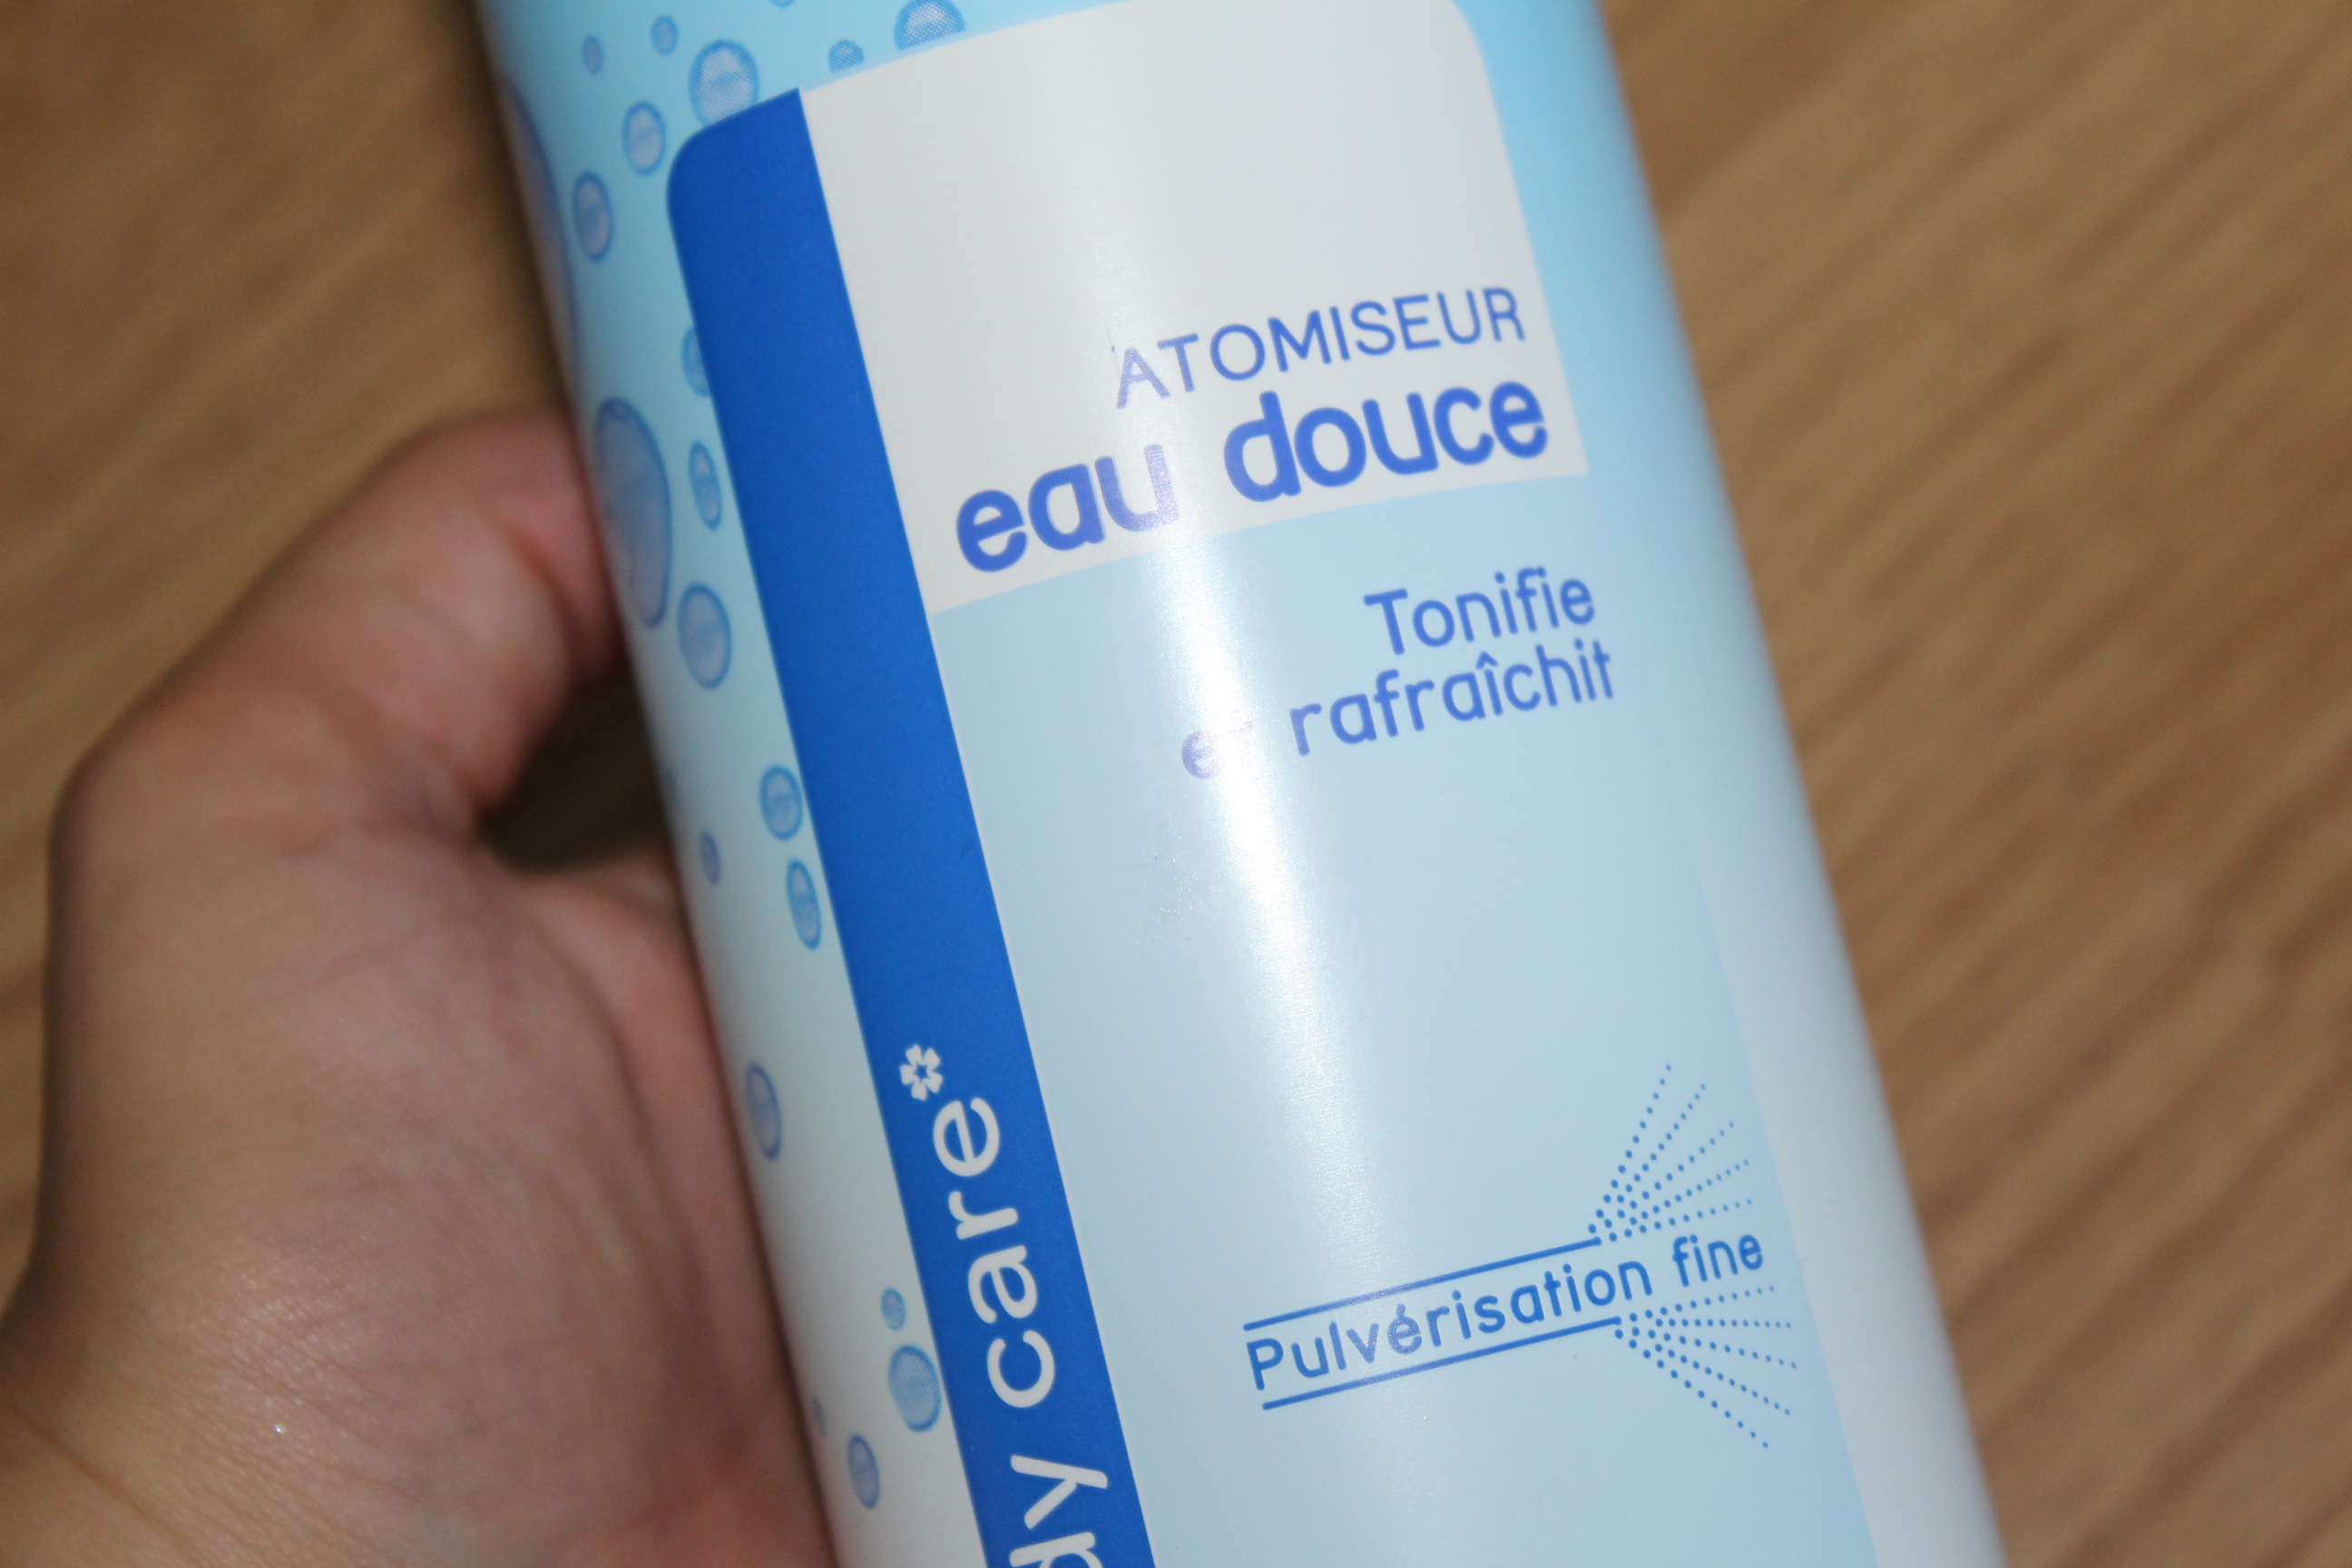 ATOMISEUR
eau douce
Tonifie
et rafraîchit
Pulvérisation fine
care*